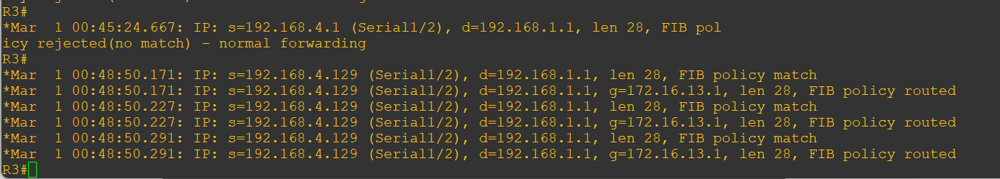 R3#
*Mar  1 00:45:24.667: IP: s=192.168.4.1 (Serial1/2), d=192.168.1.1, len 28, FIB pol
icy rejected(no match) - normal forwarding
R3#
*Mar  1 00:48:50.171: IP: s=192.168.4.129 (Serial1/2), d=192.168.1.1, len 28, FIB policy match
*Mar  1 00:48:50.171: IP: s=192.168.4.129 (Serial1/2), d=192.168.1.1, g=172.16.13.1, len 28, FIB policy routed
*Mar  1 00:48:50.227: IP: s=192.168.4.129 (Serial1/2), d=192.168.1.1, len 28, FIB policy match
*Mar  1 00:48:50.227: IP: s=192.168.4.129 (Serial1/2), d=192.168.1.1, g=172.16.13.1, len 28, FIB policy routed
*Mar  1 00:48:50.291: IP: s=192.168.4.129 (Serial1/2), d=192.168.1.1, len 28, FIB policy match
*Mar  1 00:48:50.291: IP: s=192.168.4.129 (Serial1/2), d=192.168.1.1, g=172.16.13.1, len 28, FIB policy routed
R3#